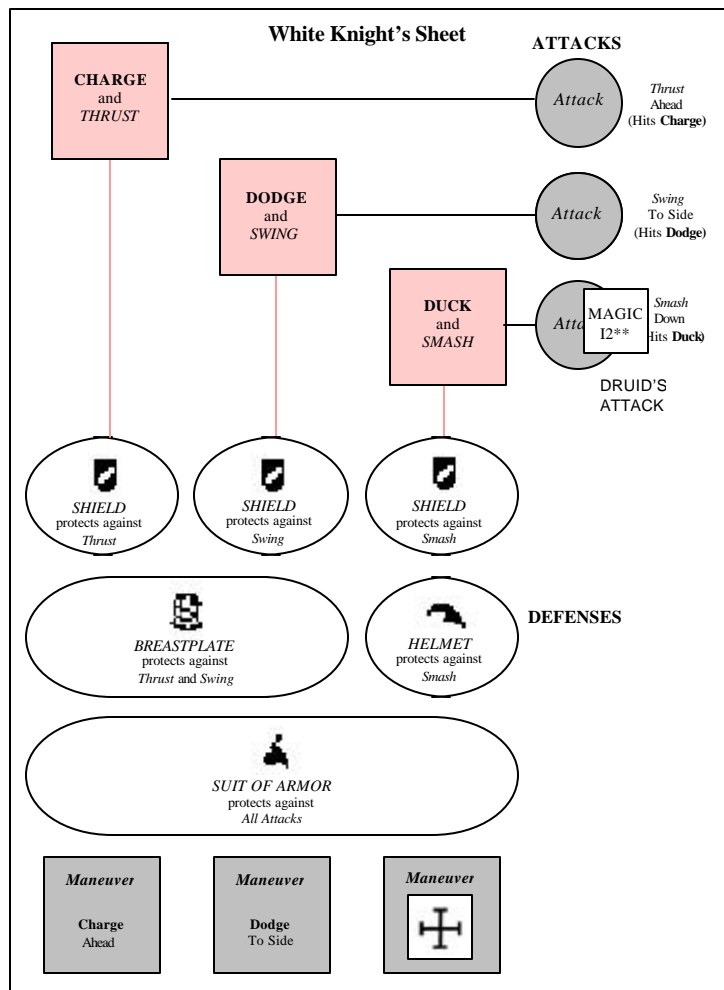 White Knight's Sheet
ATTACKS
CHARGE
and
THRUST
Attack
Thrust
Ahead
(Hits Charge)
DODGE
and
SWING
Attack
Swing
To Side
(Hits Dodge)
DUCK
and
SMASH
Atta
MAGIC
I2**
Smash
Down
Hits Duck)
DRUID'S
ATTACK
SHIELD
protects against
Thrust
SHIELD
protects against
Swing
SHIELD
protects against
Smash
BREASTPLATE
protects against
Thrust and Swing
HELMET
protects against
Smash
DEFENSES
SUIT OF ARMOR
protects against
All Attacks
Maneuver
Charge
Ahead
Maneuver
Dodge
To Side
Maneuver